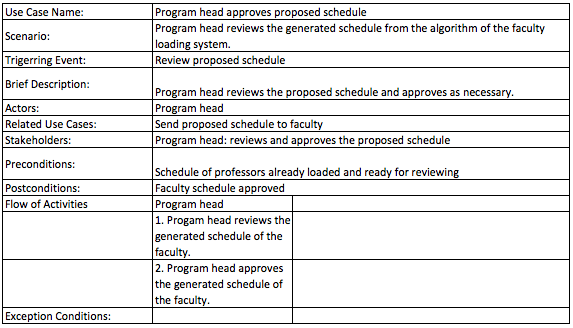 Use Case Name: Program head approves proposed schedule
Scenario: Program head reviews the generated schedule from the algorithm of the faculty
loading system.
Trigerring Event: Review proposed schedule
Brief Description: Program head reviews the proposed schedule and approves as necessary.
Actors: Program head
Related Use Cases: Send proposed schedule to faculty
Stakeholders: Program head: reviews and approves the proposed schedule
Preconditions: Schedule of professors already loaded and ready for reviewing
Postconditions: Faculty schedule approved
Flow of Activities Program head
1. Progam head reviews the
generated schedule of the
faculty.
2. Program head approves
the generated schedule of
the faculty.
Exception Conditions: